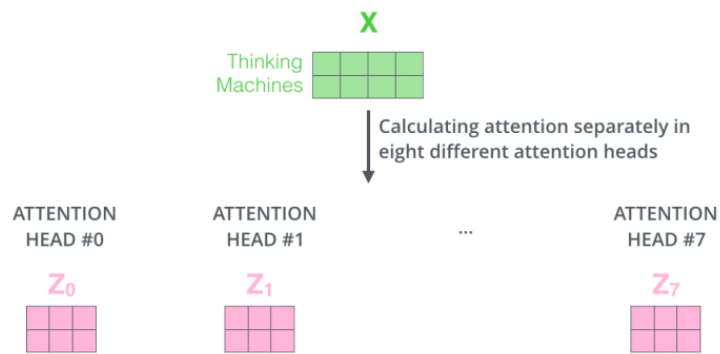 X
Thinking
Machines
Calculating attention separately in
eight different attention heads
ATTENTION
HEAD #0
ATTENTION
HEAD #1
...
ATTENTION
HEAD #7
Z₀
Z₁
Z₇